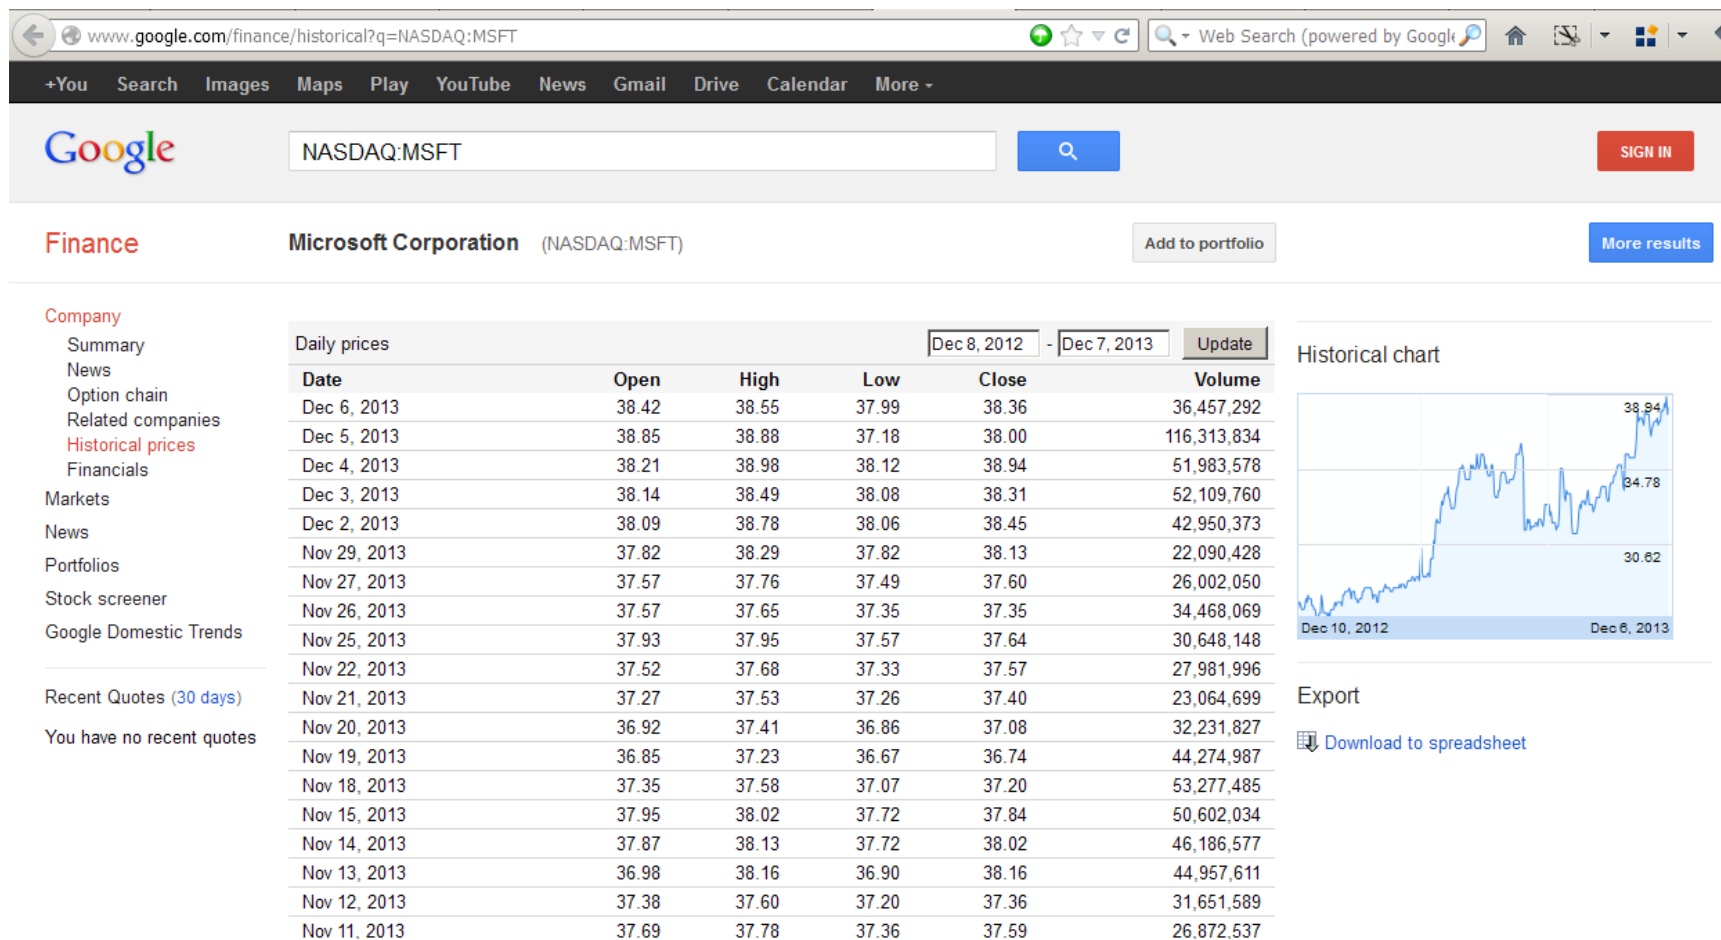 www.google.com/finance/historical?q=NASDAQ:MSFT
Web Search (powered by Google
+You Search Images Maps Play YouTube News Gmail Drive Calendar More
Google
NASDAQ:MSFT
SIGN IN
Finance
Microsoft Corporation (NASDAQ:MSFT)
Add to portfolio
More results
Company
Summary
News
Option chain
Related companies
Historical prices
Financials
Markets
News
Portfolios
Stock screener
Google Domestic Trends
Recent Quotes (30 days)
You have no recent quotes
Daily prices Dec 8, 2012 - Dec 7, 2013 Update
Date Open High Low Close Volume
Dec 6, 2013 38.42 38.55 37.99 38.36 36,457,292
Dec 5, 2013 38.85 38.88 37.18 38.00 116,313,834
Dec 4, 2013 38.21 38.98 38.12 38.94 51,983,578
Dec 3, 2013 38.14 38.49 38.08 38.31 52,109,760
Dec 2, 2013 38.09 38.78 38.06 38.45 42,950,373
Nov 29, 2013 37.82 38.29 37.82 38.13 22,090,428
Nov 27, 2013 37.57 37.76 37.49 37.60 26,002,050
Nov 26, 2013 37.57 37.65 37.35 37.35 34,468,069
Nov 25, 2013 37.93 37.95 37.57 37.64 30,648,148
Nov 22, 2013 37.52 37.68 37.33 37.57 27,981,996
Nov 21, 2013 37.27 37.53 37.26 37.40 23,064,699
Nov 20, 2013 36.92 37.41 36.86 37.08 32,231,827
Nov 19, 2013 36.85 37.23 36.67 36.74 44,274,987
Nov 18, 2013 37.35 37.58 37.07 37.20 53,277,485
Nov 15, 2013 37.95 38.02 37.72 37.84 50,602,034
Nov 14, 2013 37.87 38.13 37.72 38.02 46,186,577
Nov 13, 2013 36.98 38.16 36.90 38.16 44,957,611
Nov 12, 2013 37.38 37.60 37.20 37.36 31,651,589
Nov 11, 2013 37.69 37.78 37.36 37.59 26,872,537
Historical chart
38.94
34.78
30.62
Dec 10, 2012 Dec 6, 2013
Export
Download to spreadsheet